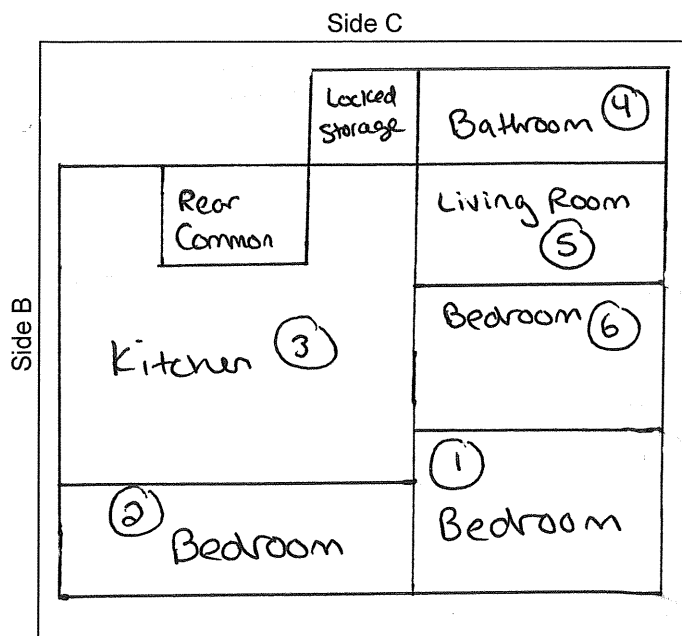 Side C
Locked
Storage
Bathroom 4
Rear
Common
Living Room
5
Side B
Bedroom 6
Kitchen 3
1
2
Bedroom
Bedroom